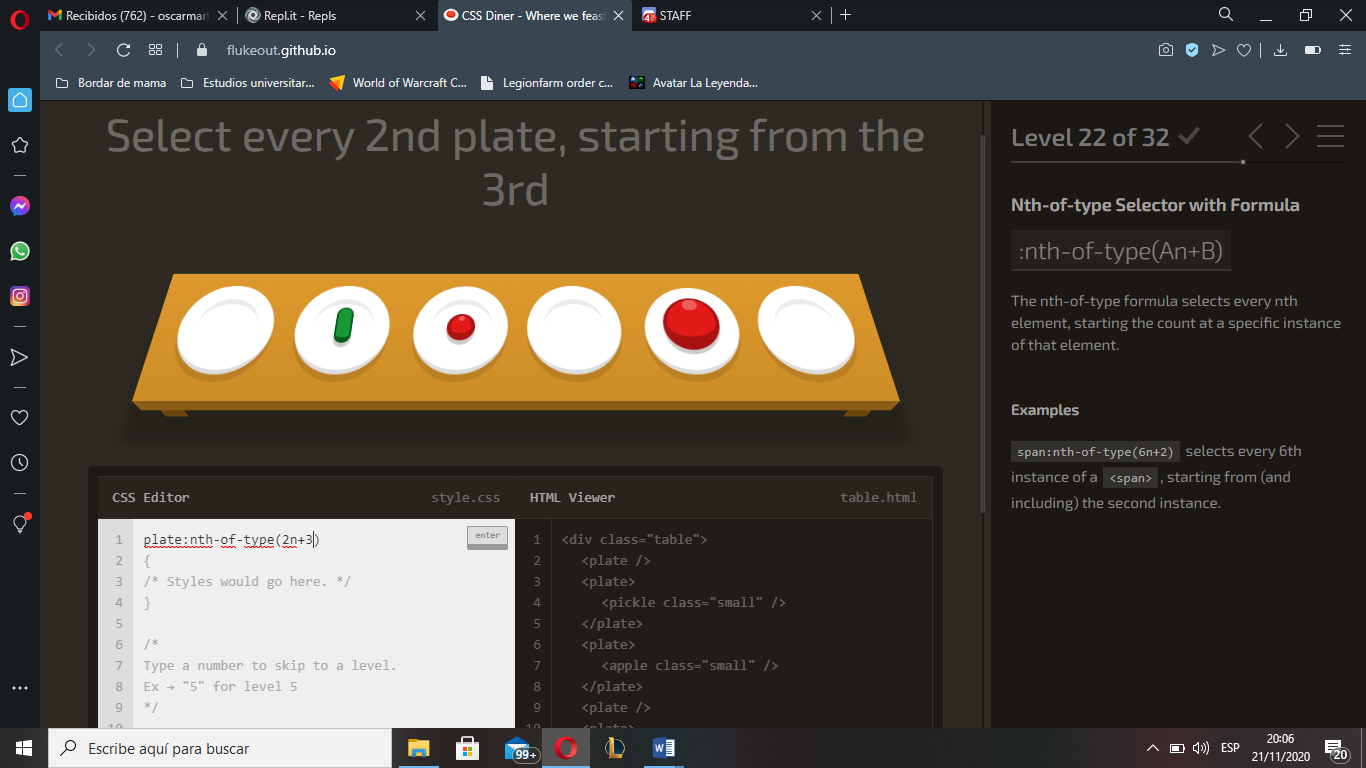 Recibidos (762) - oscarmar
Repl.it - Repls
CSS Diner - Where we feas
STAFF
flukeout.github.io
Bordar de mama
Estudios universitar...
World of Warcraft C...
Legionfarm order c...
Avatar La Leyenda...
Select every 2nd plate, starting from the
3rd
Level 22 of 32
Nth-of-type Selector with Formula
:nth-of-type(An+B)
The nth-of-type formula selects every nth
element, starting the count at a specific instance
of that element.
Examples
span:nth-of-type(6n+2) selects every 6th
instance of a <span>, starting from (and
including) the second instance.
CSS Editor style.css
enter
1 plate:nth-of-type(2n+3)
2 {
3 /* Styles would go here. */
4 }
5
6 /*
7 Type a number to skip to a level.
8 Ex → "5" for level 5
9 */
10
HTML Viewer table.html
1 <div class="table">
2 <plate />
3 <plate>
4 <pickle class="small" />
5 </plate>
6 <plate>
7 <apple class="small" />
8 </plate>
9 <plate />
10 <plate>
Escribe aquí para buscar
99+
W
ESP
20:06
21/11/2020
20